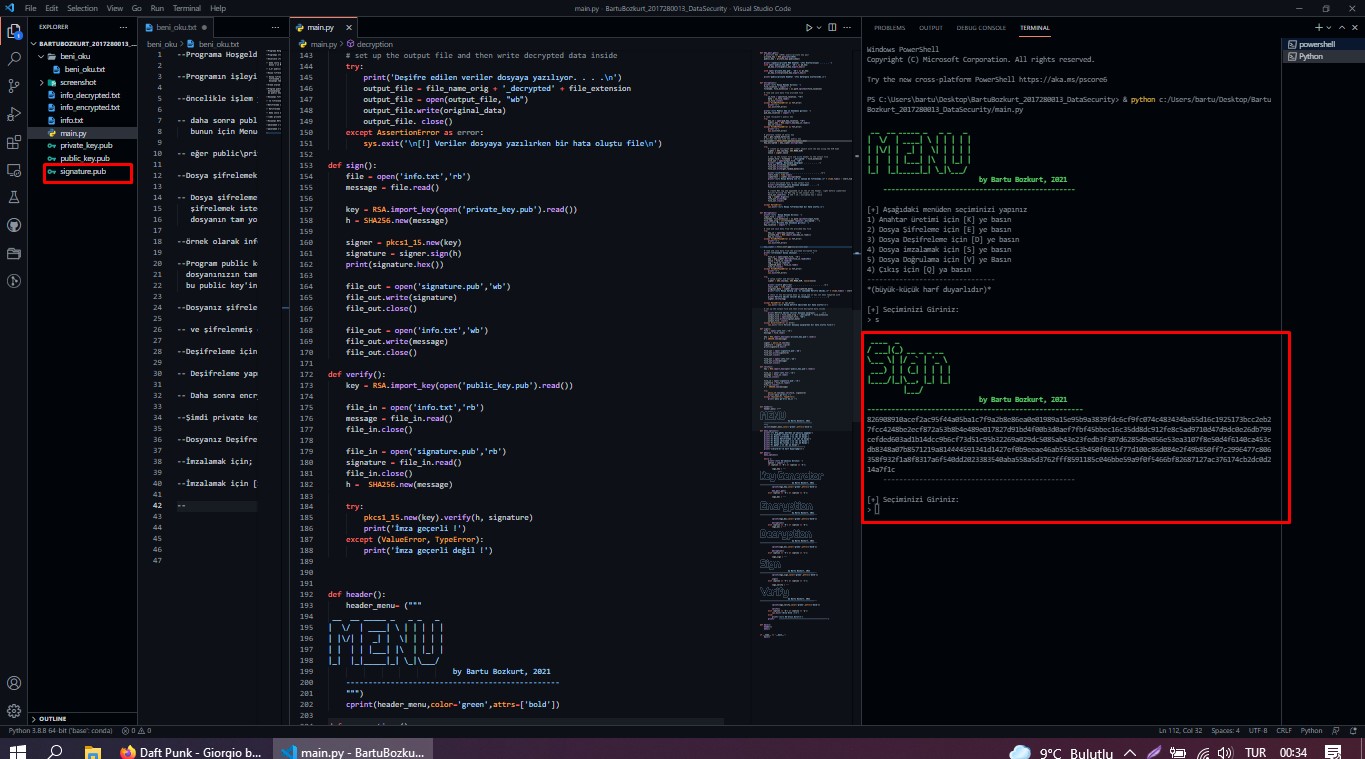 File Edit Selection View Go Run Terminal Help
main.py - BartuBozkurt_2017280013_DataSecurity - Visual Studio Code
EXPLORER
BARTUBOZKURT_2017280013_...
beni_oku
beni_oku.txt
screenshot
info_decrypted.txt
info_encrypted.txt
info.txt
main.py
private_key.pub
public_key.pub
signature.pub
OUTLINE
beni_oku.txt
beni_oku > beni_oku.txt
1 --Programa Hoşgeld
2
3 --Programın işleyi
4
5 --öncelikle işlem
6
7 -- daha sonra publ
8 bunun için Menu
9
10 -- eğer public\pri
11
12 --Dosya şifrelemek
13
14 -- Dosya şifreleme
15 şifrelemek iste
16 dosyanın tam yo
17
18 --örnek olarak inf
19
20 --Program public k
21 dosyanınızın ta
22 bu public key'in
23
24 --Dosyanız şifrele
25
26 -- ve şifrelenmiş
27
28 --Deşifreleme için
29
30 -- Deşifreleme yap
31
32 -- Daha sonra encr
33
34 --Şimdi private ke
35
36 --Dosyanız Deşifre
37
38 --İmzalamak için;
39
40 --İmzalamak için [
41
42 --
43
44
45
46
47
main.py
main.py > decryption
143 # set up the output file and then write decrypted data inside
144 try:
145 print('Deşifre edilen veriler dosyaya yazılıyor. . . .\n')
146 output_file = file_name_orig + '_decrypted' + file_extension
147 output_file = open(output_file, "wb")
148 output_file.write(original_data)
149 output_file. close()
150 except AssertionError as error:
151 sys.exit('\n[!] Veriler dosyaya yazılırken bir hata oluştu file\n')
152
153 def sign():
154 file = open('info.txt','rb')
155 message = file.read()
156
157 key = RSA.import_key(open('private_key.pub').read())
158 h = SHA256.new(message)
159
160 signer = pkcs1_15.new(key)
161 signature = signer.sign(h)
162 print(signature.hex())
163
164 file_out = open('signature.pub','wb')
165 file_out.write(signature)
166 file_out.close()
167
168 file_out = open('info.txt','wb')
169 file_out.write(message)
170 file_out.close()
171
172 def verify():
173 key = RSA.import_key(open('public_key.pub').read())
174
175 file_in = open('info.txt','rb')
176 message = file_in.read()
177 file_in.close()
178
179 file_in = open('signature.pub','rb')
180 signature = file_in.read()
181 file_in.close()
182 h = SHA256.new(message)
183
184 try:
185 pkcs1_15.new(key).verify(h, signature)
186 print('İmza geçerli !')
187 except (ValueError, TypeError):
188 print('İmza geçerli değil !')
189
190
191
192 def header():
193 header_menu= ("""
194
195
196
197
198
199 by Bartu Bozkurt, 2021
200 ------------------------------------------------
201 """)
202 cprint(header_menu,color='green',attrs=['bold'])
203
PROBLEMS OUTPUT DEBUG CONSOLE TERMINAL
powershell
Python
Windows PowerShell
Copyright (C) Microsoft Corporation. All rights reserved.
Try the new cross-platform PowerShell https://aka.ms/pscore6
PS C:\Users\bartu\Desktop\BartuBozkurt_2017280013_DataSecurity> & python c:/Users/bartu/Desktop/Bartu
Bozkurt_2017280013_DataSecurity/main.py
MENU
by Bartu Bozkurt, 2021
------------------------------------------------
[+] Aşağıdaki menüden seçiminizi yapınız
1) Anahtar üretimi için [K] ye basın
2) Dosya Şifreleme için [E] ye basın
3) Dosya Deşifreleme için [D] ye basın
4) Dosya imzalamak için [S] ye basın
5) Dosya Doğrulama için [V] ye Basın
4) Çıkış için [Q] ya basın
--------------------------------
*(büyük-küçük harf duyarlıdır)*
[+] Seçiminizi Giriniz:
> s
Sign
by Bartu Bozkurt, 2021
------------------------------------------------------
[+] Seçiminizi Giriniz:
>
Python 3.8.8 64-bit ('base': conda) 0 0
Ln 112, Col 32 Spaces: 4 UTF-8 CRLF Python
Daft Punk - Giorgio b...
main.py - BartuBozku...
9°C Bulutlu TUR 00:34